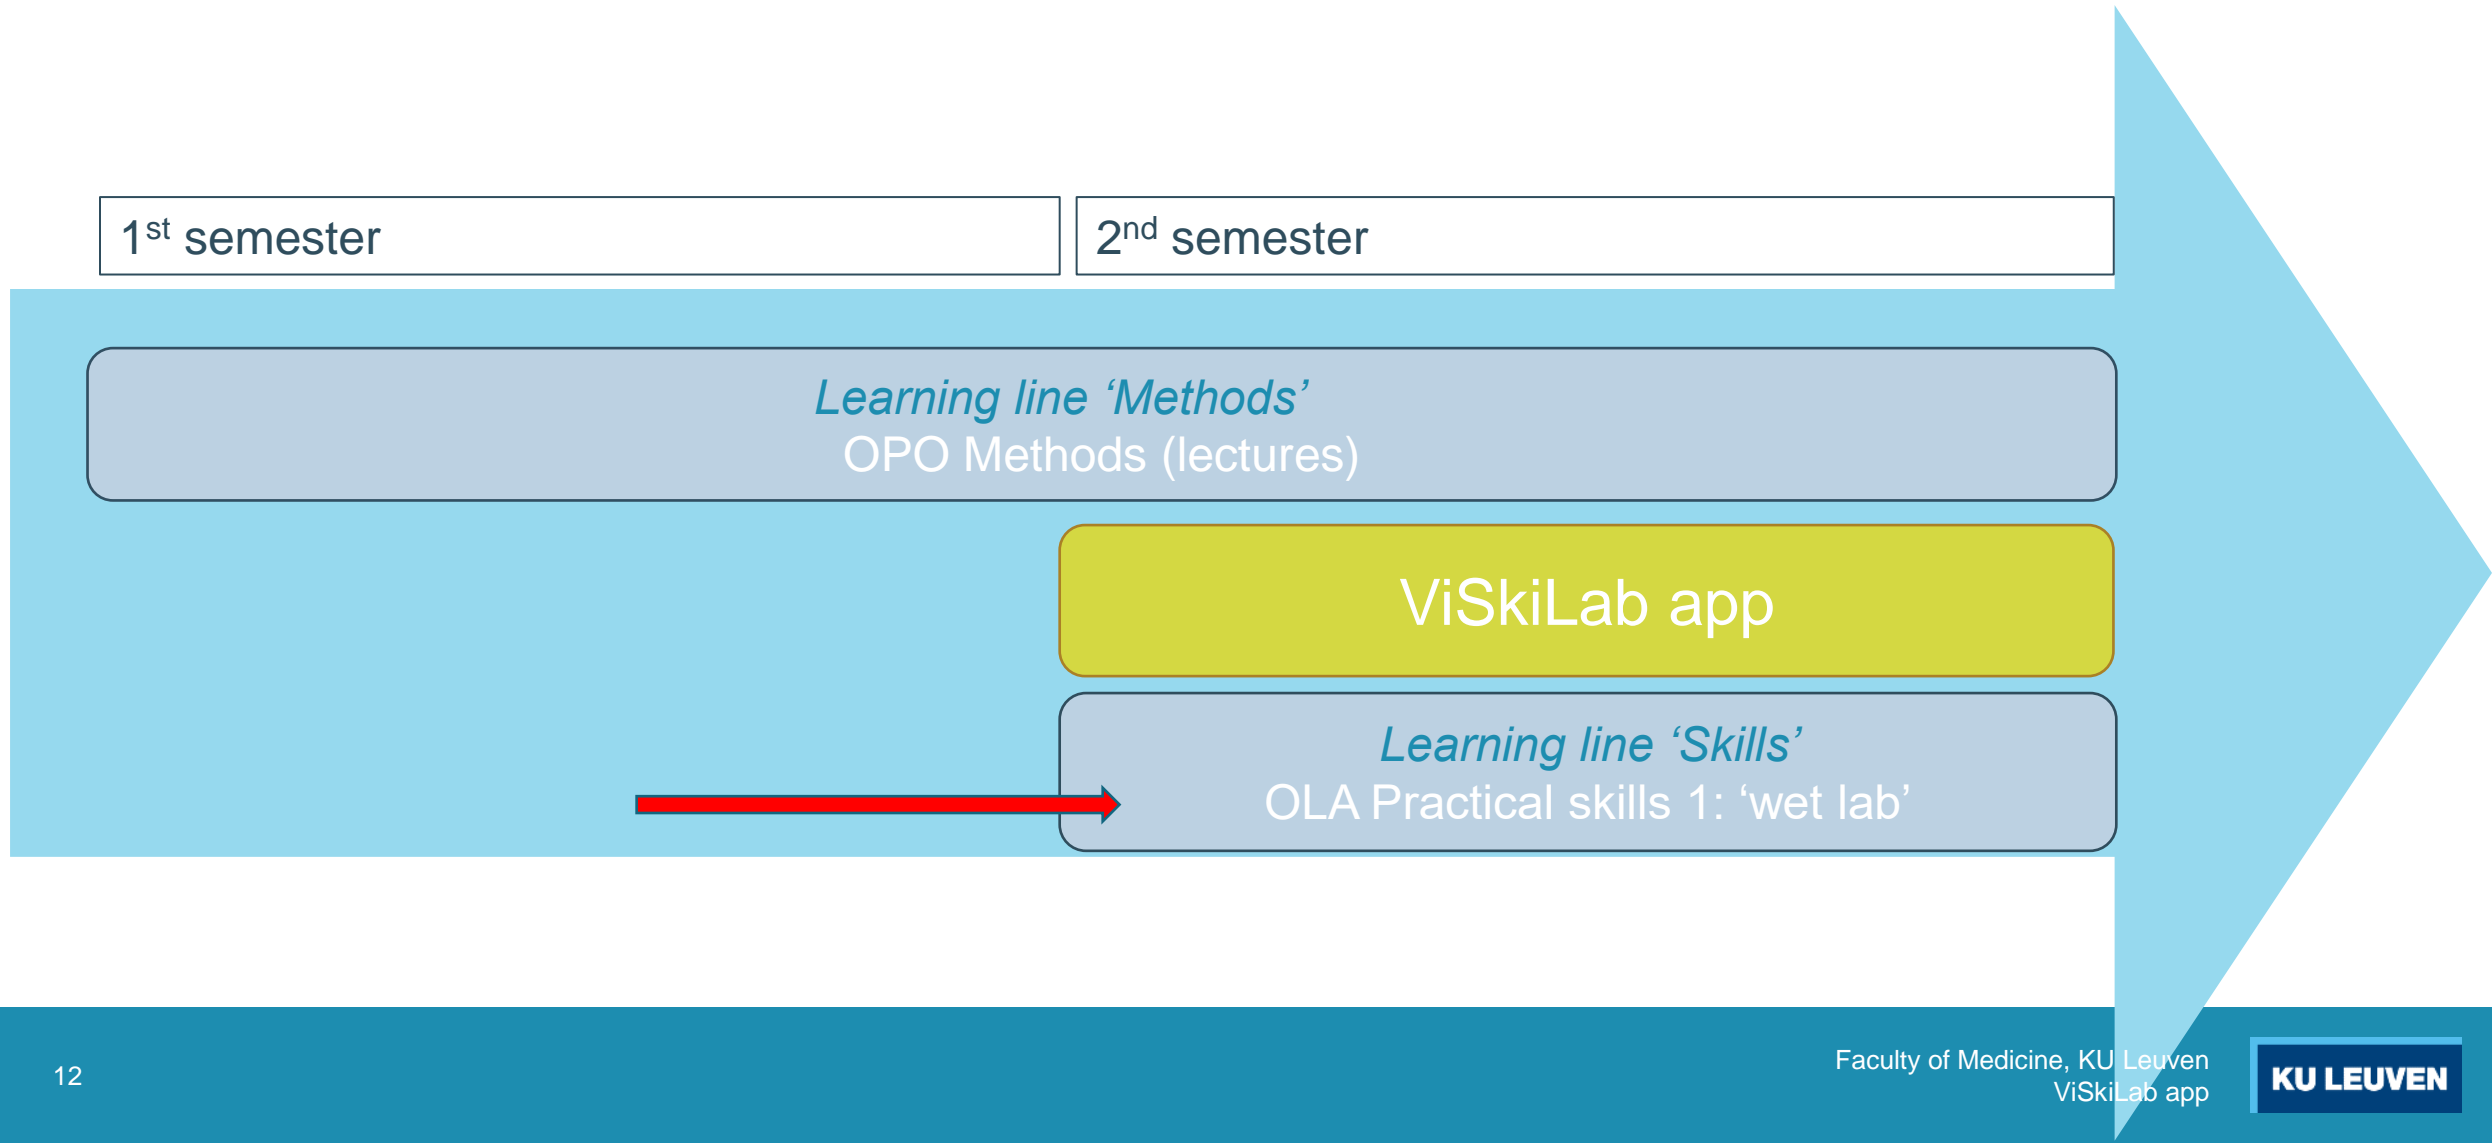 1st semester
2nd semester
Learning line ‘Methods’
OPO Methods (lectures)
ViSkiLab app
Learning line ‘Skills’
OLA Practical skills 1: ‘wet lab’
12
Faculty of Medicine, KU Leuven
ViSkiLab app
KU LEUVEN